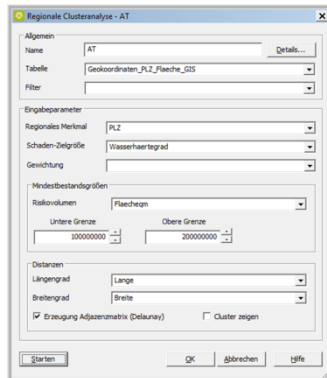 Regionale Clusteranalyse - AT
Allgemein
Name AT Details...
Tabelle Geokoordinaten_PLZ_Flaeche_GIS
Filter
Eingabeparameter
Regionales Merkmal PLZ
Schaden-Zielgröße Wasserhaertegrad
Gewichtung
Mindestbestandsgrößen
Risikovolumen Flaecheqm
Untere Grenze Obere Grenze
100000000 200000000
Distanzen
Längengrad Lange
Breitengrad Breite
Erzeugung Adjazenzmatrix (Delaunay) Cluster zeigen
Starten OK Abbrechen Hilfe